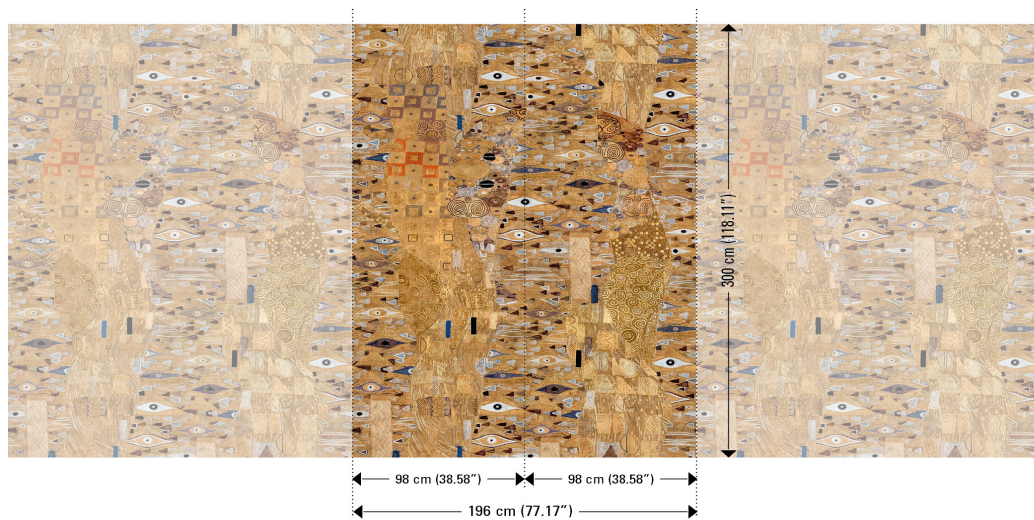 300 cm (118.11″)
98 cm (38.58″)
98 cm (38.58″)
196 cm (77.17″)